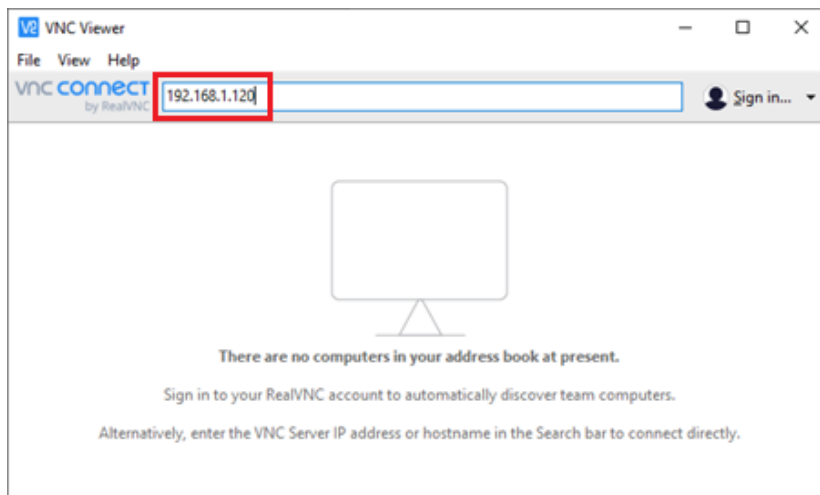 VNC Viewer
File View Help
vnc connect
by RealVNC
192.168.1.120
Sign in...
There are no computers in your address book at present.
Sign in to your RealVNC account to automatically discover team computers.
Alternatively, enter the VNC Server IP address or hostname in the Search bar to connect directly.